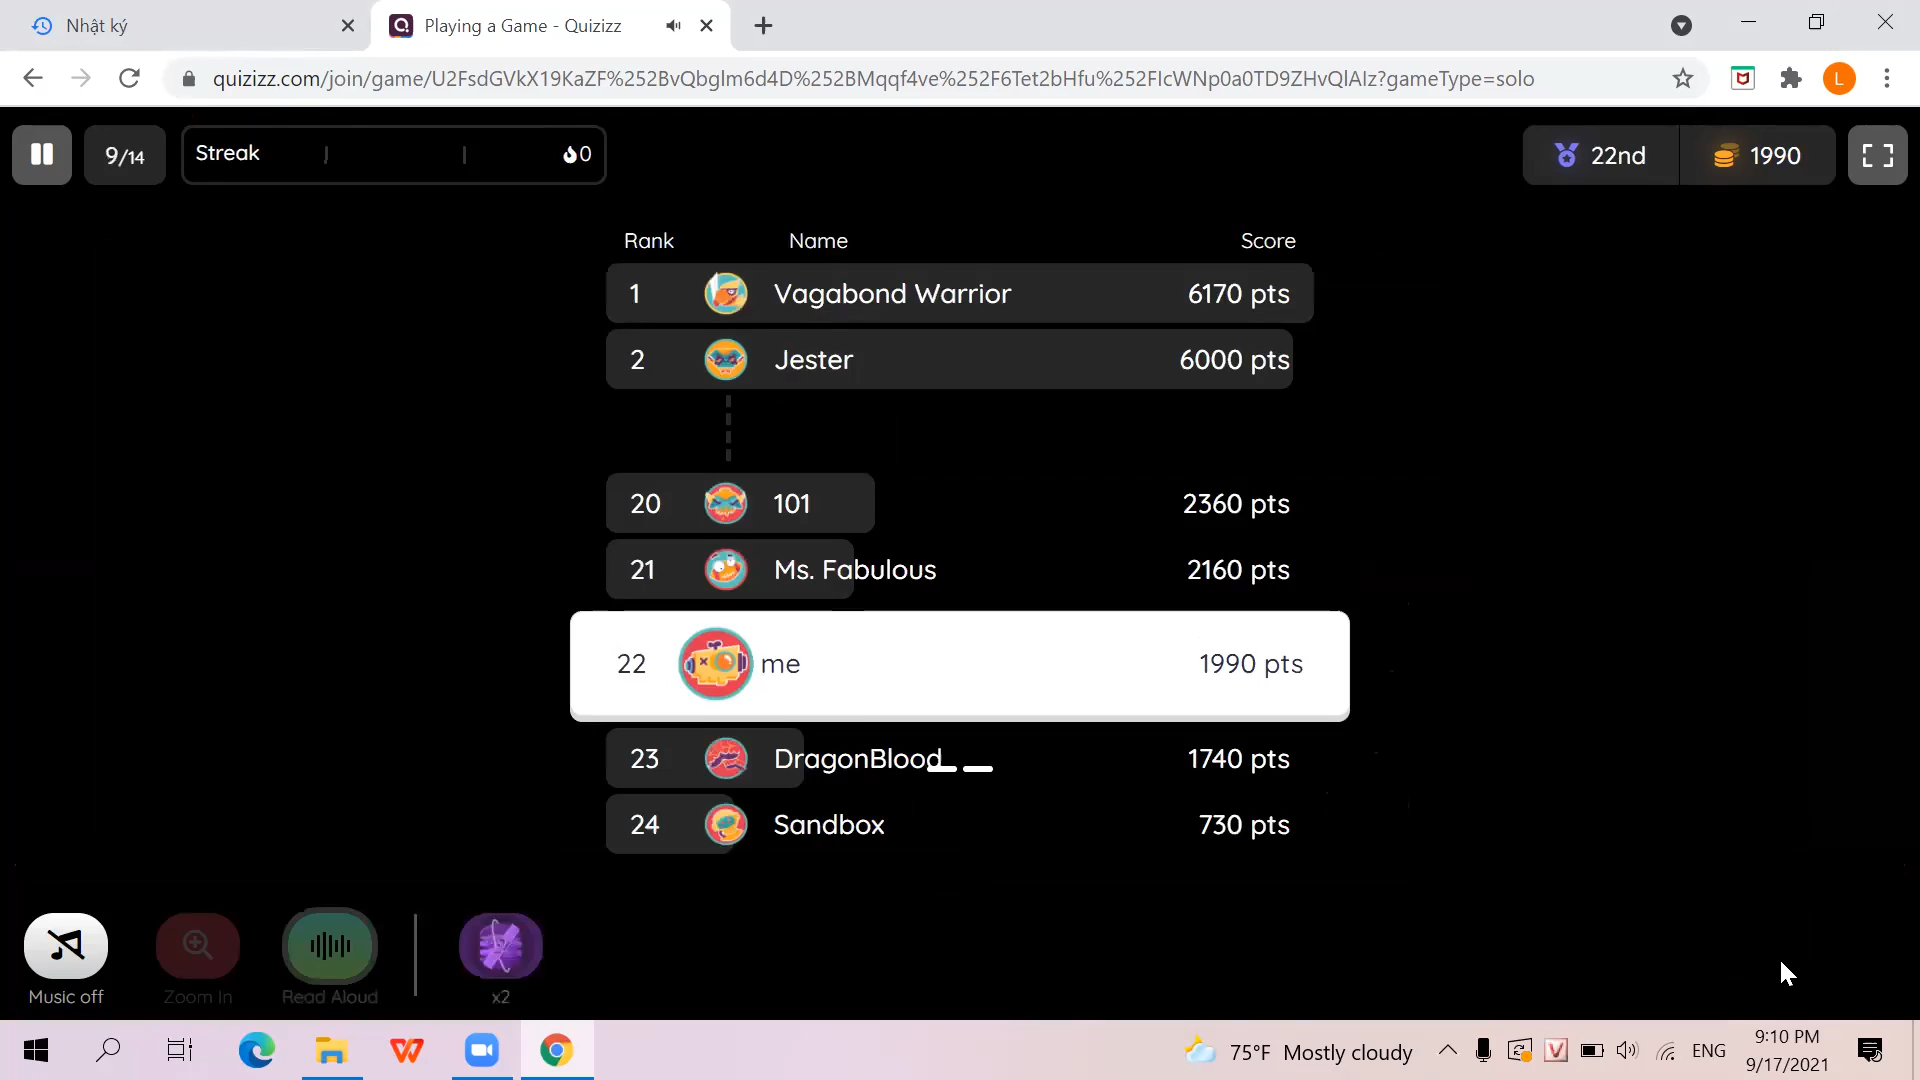 Nhật ký
Playing a Game - Quizizz
quizizz.com/join/game/U2FsdGVkX19KaZF%252BvQbglm6d4D%252BMqqf4ve%252F6Tet2bHfu%252FIcWNp0a0TD9ZHvQlAIz?gameType=solo
L
9/14
Streak
0
22nd
1990
Rank Name Score
1 Vagabond Warrior 6170 pts
2 Jester 6000 pts
20 101 2360 pts
21 Ms. Fabulous 2160 pts
22 me 1990 pts
23 DragonBlood 1740 pts
24 Sandbox 730 pts
Music off
Zoom In
Read Aloud
x2
75°F Mostly cloudy
ENG
9:10 PM
9/17/2021